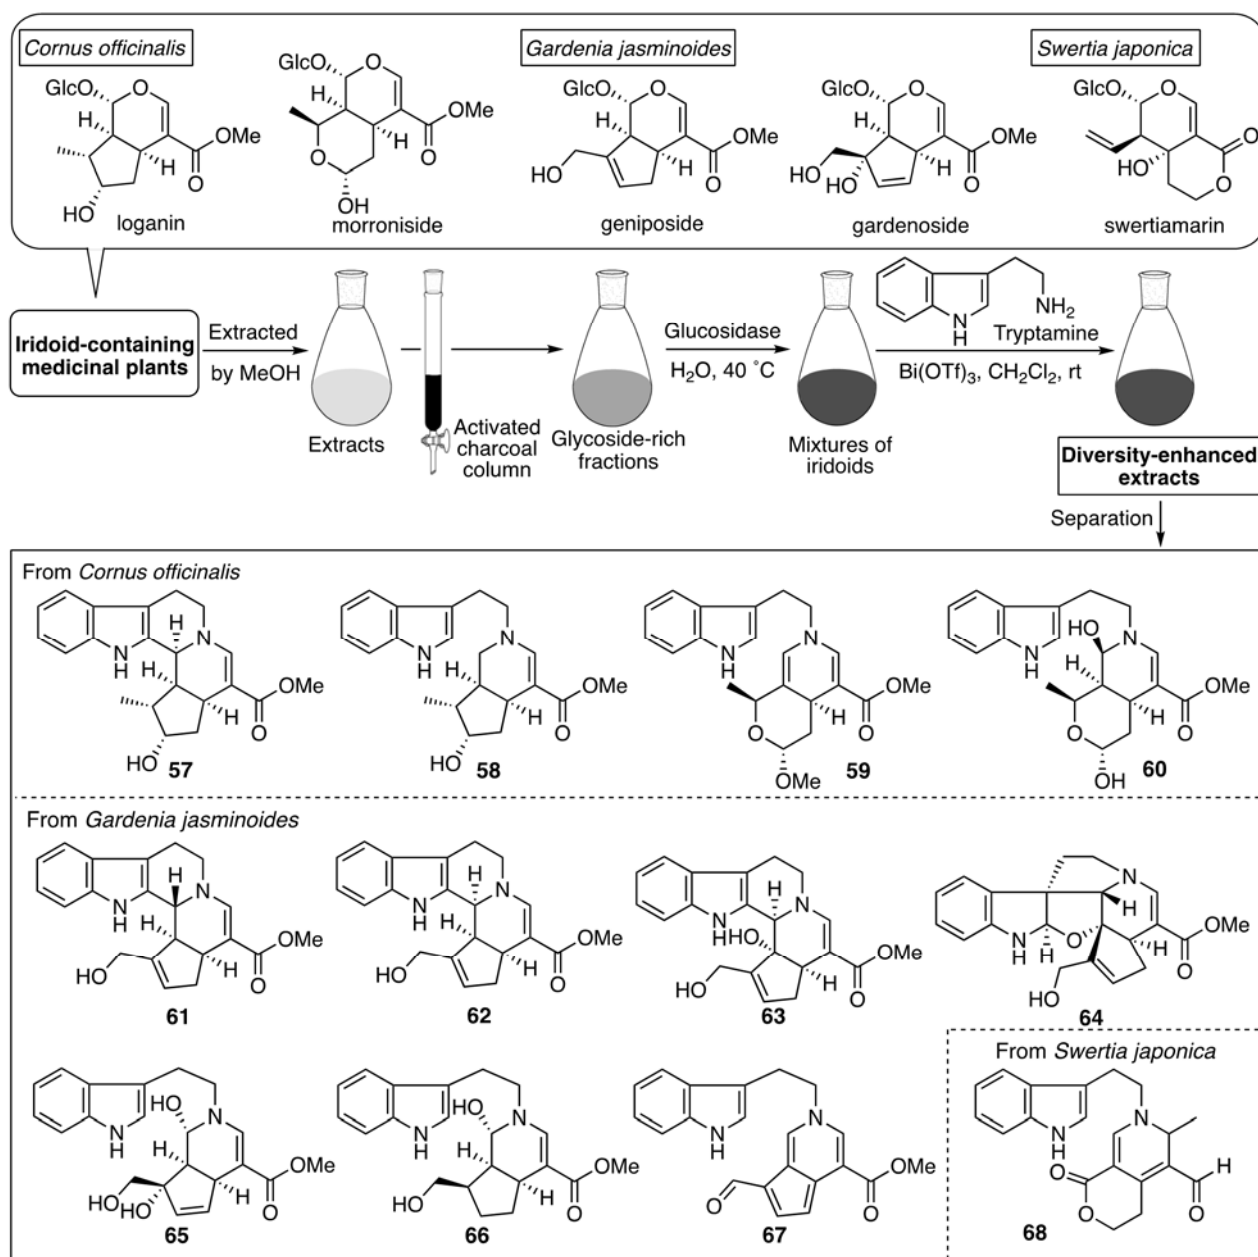 Cornus officinalis
Gardenia jasminoides
Swertia japonica
GlcO
O
H
H
OMe
O
HO
loganin
GlcO
O
H
O
H
OMe
O
OH
morroniside
GlcO
O
H
H
OMe
O
HO
geniposide
GlcO
O
H
H
OMe
O
HO
HO
gardenoside
GlcO
O
HO
O
O
swertiamarin
Iridoid-containing
medicinal plants
Extracted
by MeOH
Extracts
Activated
charcoal
column
Glycoside-rich
fractions
Glucosidase
H₂O, 40 ˚C
Mixtures of
iridoids
N
H
NH₂
Tryptamine
Bi(OTf)₃, CH₂Cl₂, rt
Diversity-enhanced
extracts
Separation
From Cornus officinalis
H
N
N
H
H
H
OMe
O
HO
57
N
N
H
H
H
OMe
O
HO
58
N
N
H
H
OMe
O
O
OMe
59
HO
N
N
H
H
H
OMe
O
O
OH
60
From Gardenia jasminoides
H
N
N
H
H
H
OMe
O
HO
61
H
N
N
H
H
H
OMe
O
HO
62
H
N
N
H
HO
H
OMe
O
HO
63
N
H
N
H
H
O
H
OMe
O
HO
64
HO
N
N
H
H
H
OMe
O
HO
HO
65
HO
N
N
H
H
H
OMe
O
HO
66
N
N
H
OMe
O
O
67
From Swertia japonica
N
N
H
O
O
H
O
68